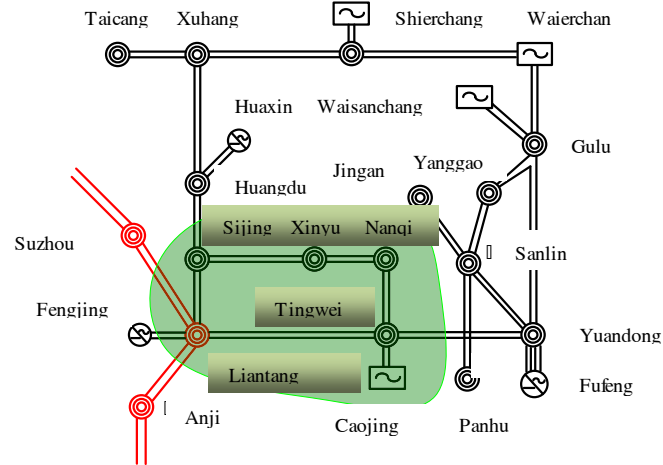 Taicang Xuhang Shierchang Waierchan
Huaxin Waisanchang
Gulu
Jingan Yanggao
Huangdu
Suzhou Sijing Xinyu Nanqi Sanlin
Fengjing Tingwei Yuandong
Liantang Fufeng
Anji Caojing Panhu